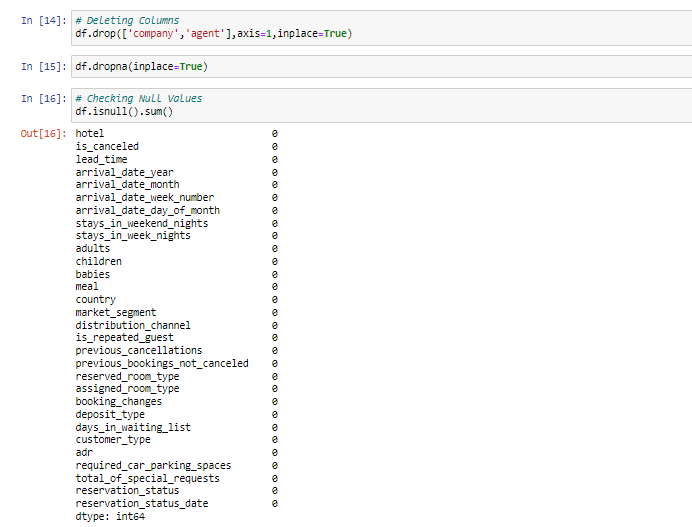 In [14]: # Deleting Columns
df.drop(['company','agent'],axis=1,inplace=True)
In [15]: df.dropna(inplace=True)
In [16]: # Checking Null Values
df.isnull().sum()
Out[16]: hotel 0
is_canceled 0
lead_time 0
arrival_date_year 0
arrival_date_month 0
arrival_date_week_number 0
arrival_date_day_of_month 0
stays_in_weekend_nights 0
stays_in_week_nights 0
adults 0
children 0
babies 0
meal 0
country 0
market_segment 0
distribution_channel 0
is_repeated_guest 0
previous_cancellations 0
previous_bookings_not_canceled 0
reserved_room_type 0
assigned_room_type 0
booking_changes 0
deposit_type 0
days_in_waiting_list 0
customer_type 0
adr 0
required_car_parking_spaces 0
total_of_special_requests 0
reservation_status 0
reservation_status_date 0
dtype: int64